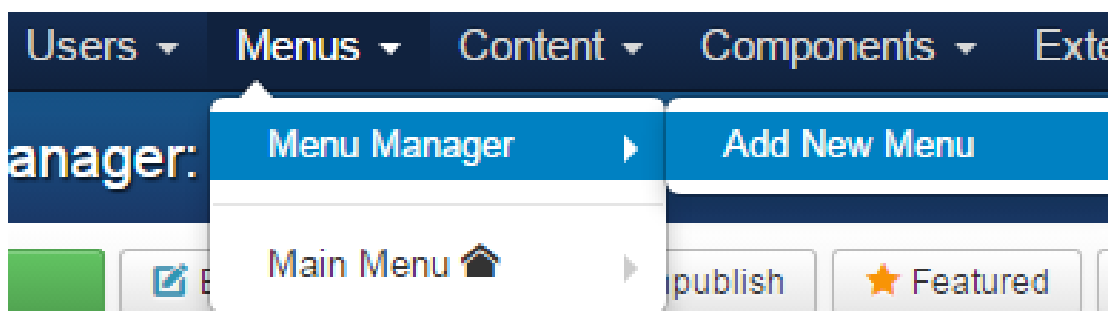 Users Menus Content Components Exte
anager: Menu Manager Add New Menu
Main Menu
E npublish Featured